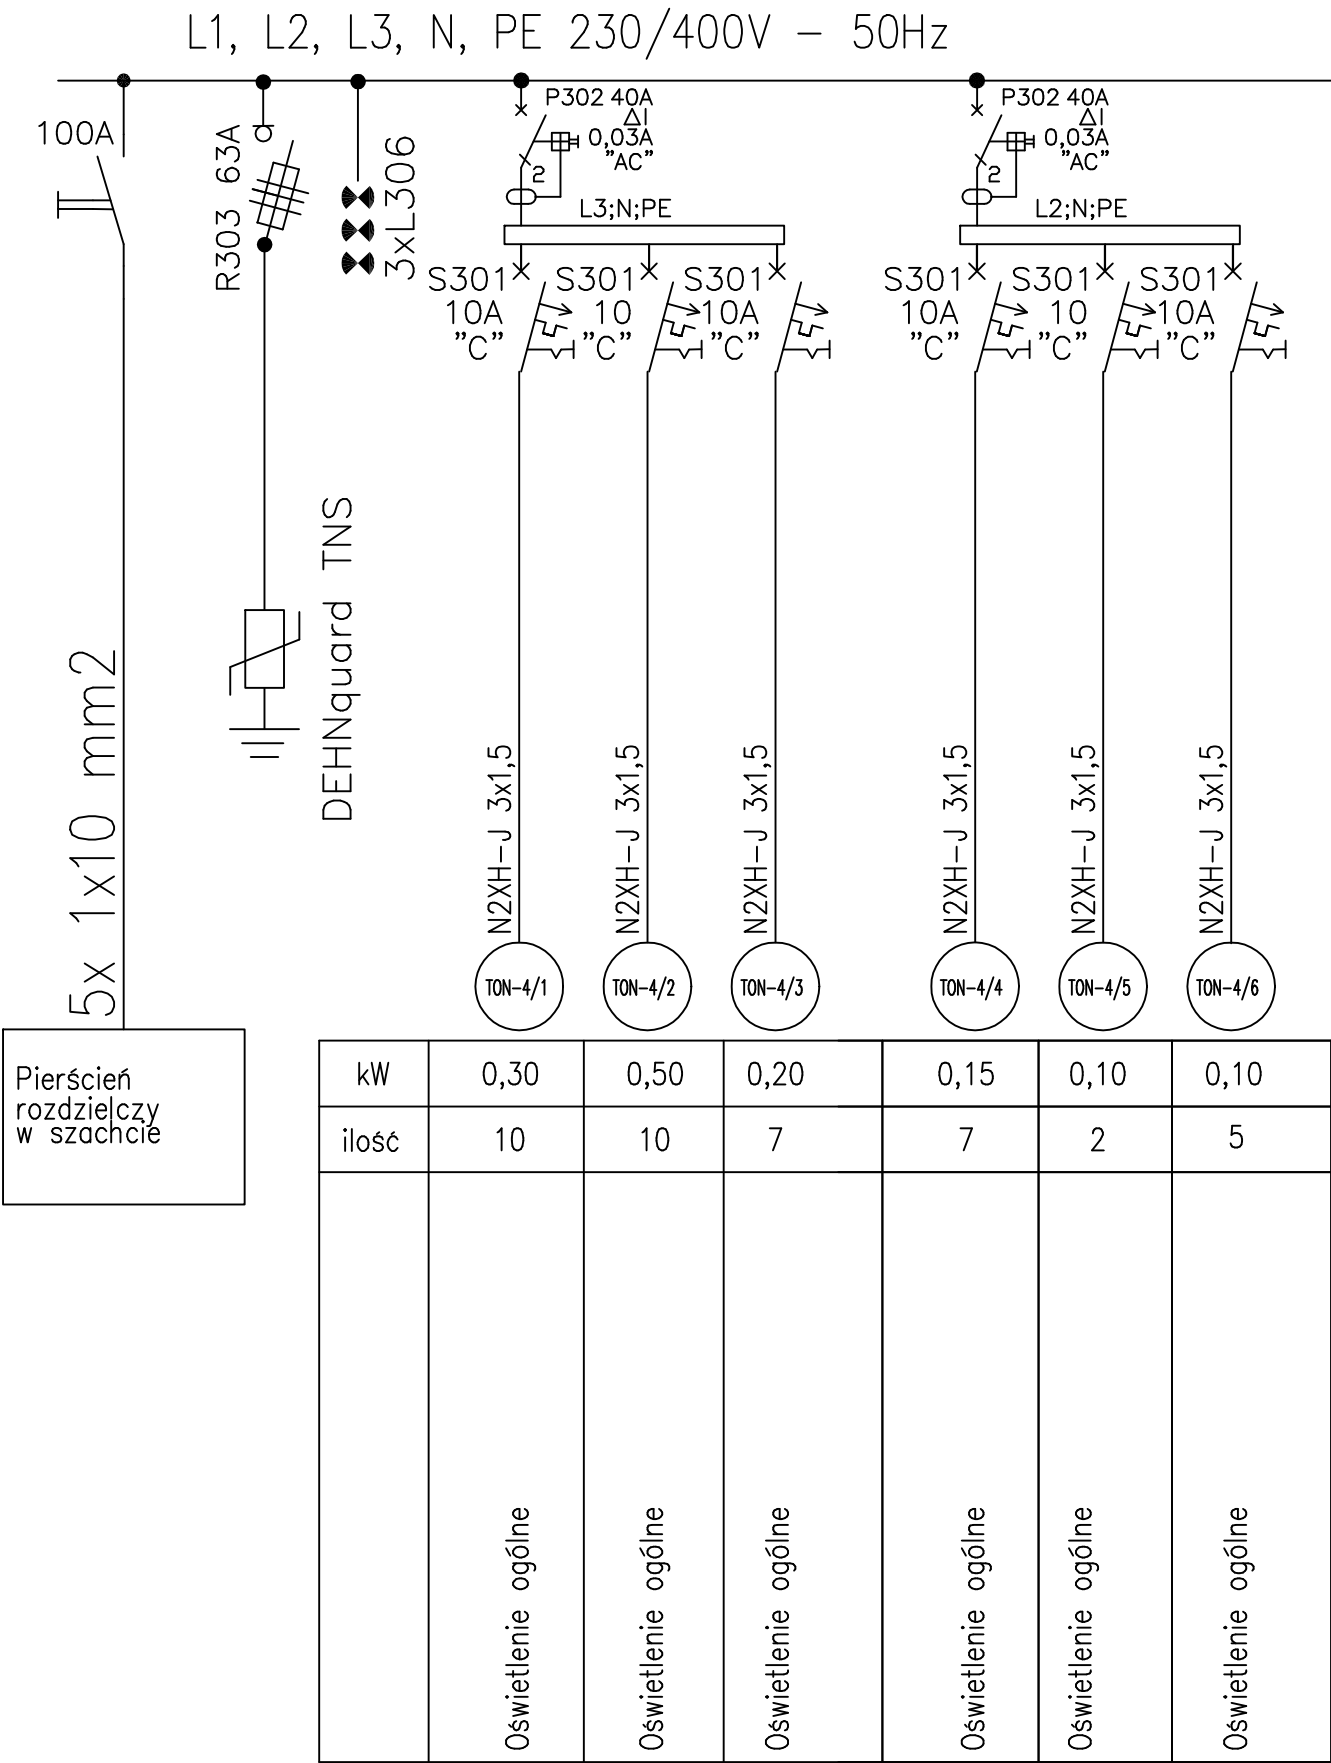 L1, L2, L3, N, PE 230/400V – 50Hz
100A
R303 63A
3xL306
P302 40A
ΔI
0,03A
"AC"
2
L3;N;PE
P302 40A
ΔI
0,03A
"AC"
2
L2;N;PE
S301
10A
"C"
S301
10
"C"
S301
10A
"C"
S301
10A
"C"
S301
10
"C"
S301
10A
"C"
DEHNquard TNS
5x 1x10 mm2
N2XH–J 3x1,5
N2XH–J 3x1,5
N2XH–J 3x1,5
N2XH–J 3x1,5
N2XH–J 3x1,5
N2XH–J 3x1,5
TON–4/1
TON–4/2
TON–4/3
TON–4/4
TON–4/5
TON–4/6
Pierścień
rozdzielczy
w szachcie
kW 0,30 0,50 0,20 0,15 0,10 0,10
ilość 10 10 7 7 2 5
Oświetlenie ogólne
Oświetlenie ogólne
Oświetlenie ogólne
Oświetlenie ogólne
Oświetlenie ogólne
Oświetlenie ogólne